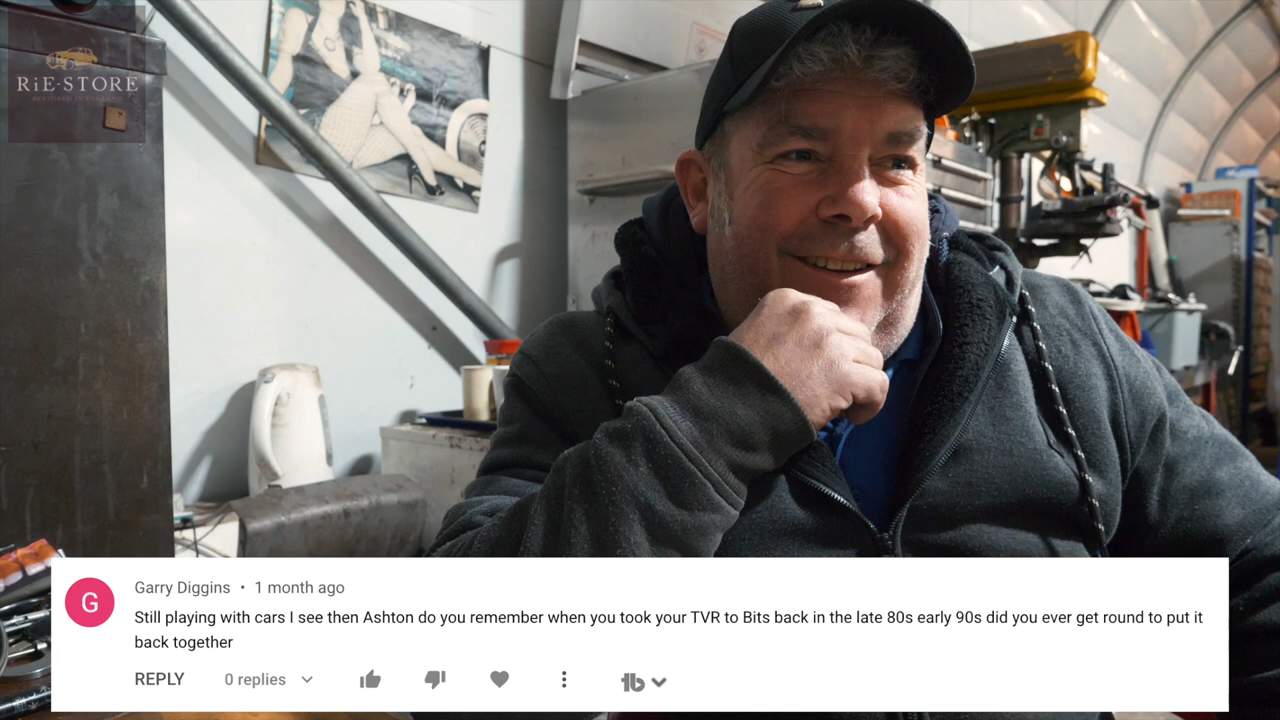 RiE-STORE
Garry Diggins • 1 month ago
Still playing with cars I see then Ashton do you remember when you took your TVR to Bits back in the late 80s early 90s did you ever get round to put it
back together
REPLY 0 replies